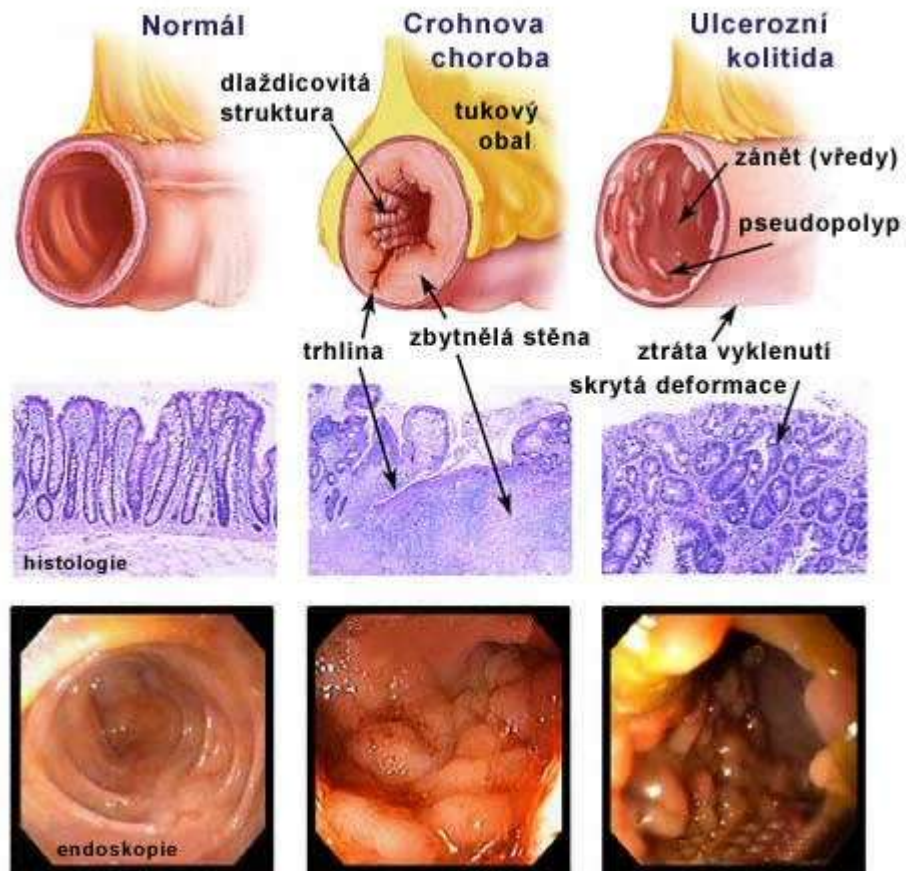 Normál
Crohnova
choroba
Ulcerozní
kolitida
dlaždicovitá
struktura
tukový
obal
zánět (vředy)
pseudopolyp
trhlina
zbytnělá stěna
ztráta vyklenutí
skrytá deformace
histologie
endoskopie